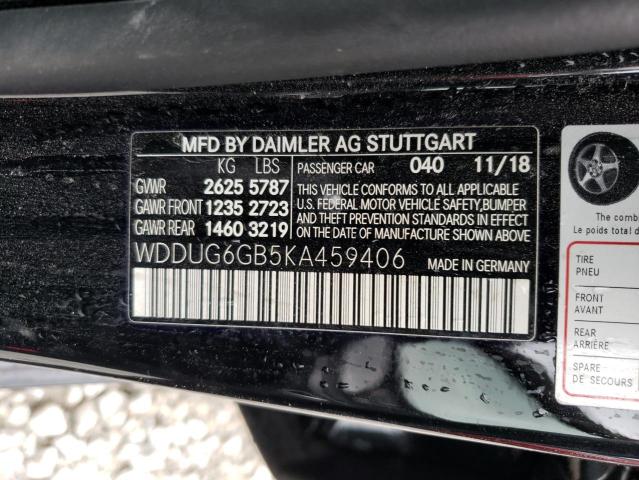 MFD BY DAIMLER AG STUTTGART
KG LBS PASSENGER CAR 040 11/18
GVWR 2625 5787 THIS VEHICLE CONFORMS TO ALL APPLICABLE
GAWR FRONT 1235 2723 U.S. FEDERAL MOTOR VEHICLE SAFETY, BUMPER
GAWR REAR 1460 3219 AND THEFT PREVENTION STANDARDS IN EFFECT
ON THE DATE OF MANUFACTURE SHOWN ABOVE
WDDUG6GB5KA459406 MADE IN GERMANY
The comb
Le poids total d
TIRE
PNEU
FRONT
AVANT
REAR
ARRIÈRE
SPARE
DE SECOURS